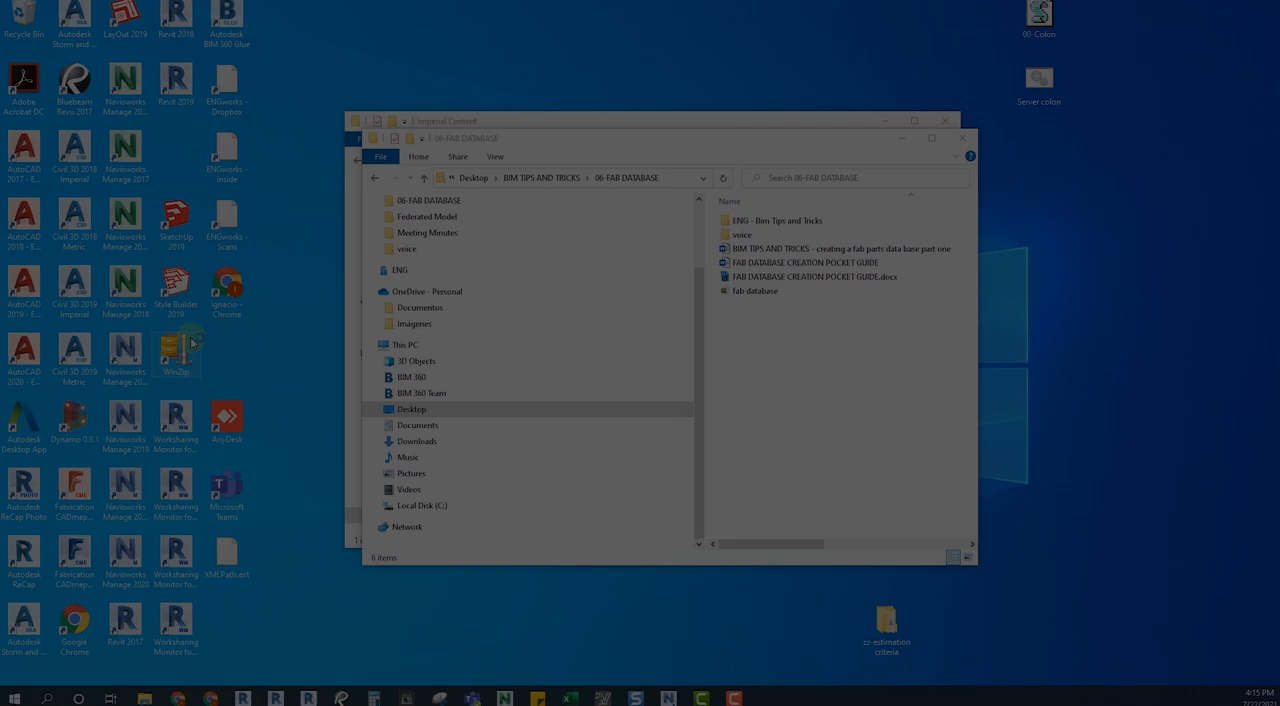 Recycle Bin
Autodesk
Storm and ...
LayOut 2019
Revit 2018
Autodesk
BIM 360 Glue
Adobe
Acrobat DC
Bluebeam
Revu 2017
Navisworks
Manage 20...
Revit 2019
ENGworks -
Dropbox
AutoCAD
2017 - E...
Civil 3D 2018
Imperial
Navisworks
Manage 2017
ENGworks -
inside
AutoCAD
2018 - E...
Civil 3D 2018
Metric
Navisworks
Manage 20...
SketchUp
2019
ENGworks -
Scans
AutoCAD
2019 - E...
Civil 3D 2019
Imperial
Navisworks
Manage 2018
Style Builder
2019
Ignacio -
Chrome
AutoCAD
2020 - E...
Civil 3D 2019
Metric
Navisworks
Manage 20...
WinZip
Autodesk
Desktop App
Dynamo 0.9.1
Navisworks
Manage 2019
Worksharing
Monitor fo...
AnyDesk
Autodesk
ReCap Photo
Fabrication
CADmep...
Navisworks
Manage 20...
Worksharing
Monitor for...
Microsoft
Teams
Autodesk
ReCap
Fabrication
CADmep...
Navisworks
Manage 2020
Worksharing
Monitor fo...
XMLPath.ext
Autodesk
Storm and ...
Google
Chrome
Revit 2017
Worksharing
Monitor fo...
00-Colon
Server colon
zz-estimation
criteria
Imperial Content
06-FAB DATABASE
File
Home
Share
View
Desktop › BIM TIPS AND TRICKS › 06-FAB DATABASE
Search 06-FAB DATABASE
06-FAB DATABASE
Federated Model
Meeting Minutes
voice
ENG
OneDrive - Personal
Documentos
Imágenes
This PC
3D Objects
BIM 360
BIM 360 Team
Desktop
Documents
Downloads
Music
Pictures
Videos
Local Disk (C:)
Network
Name
ENG - Bim Tips and Tricks
voice
BIM TIPS AND TRICKS - creating a fab parts data base part one
FAB DATABASE CREATION POCKET GUIDE
FAB DATABASE CREATION POCKET GUIDE.docx
fab database
6 items
4:15 PM